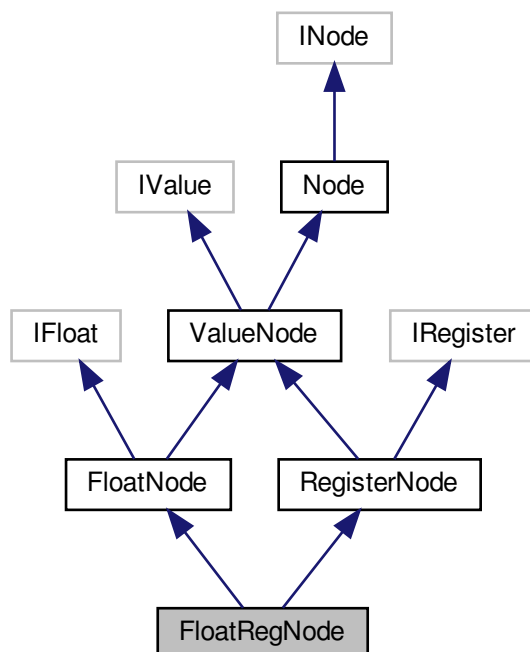 INode
IValue
Node
IFloat
ValueNode
IRegister
FloatNode
RegisterNode
FloatRegNode